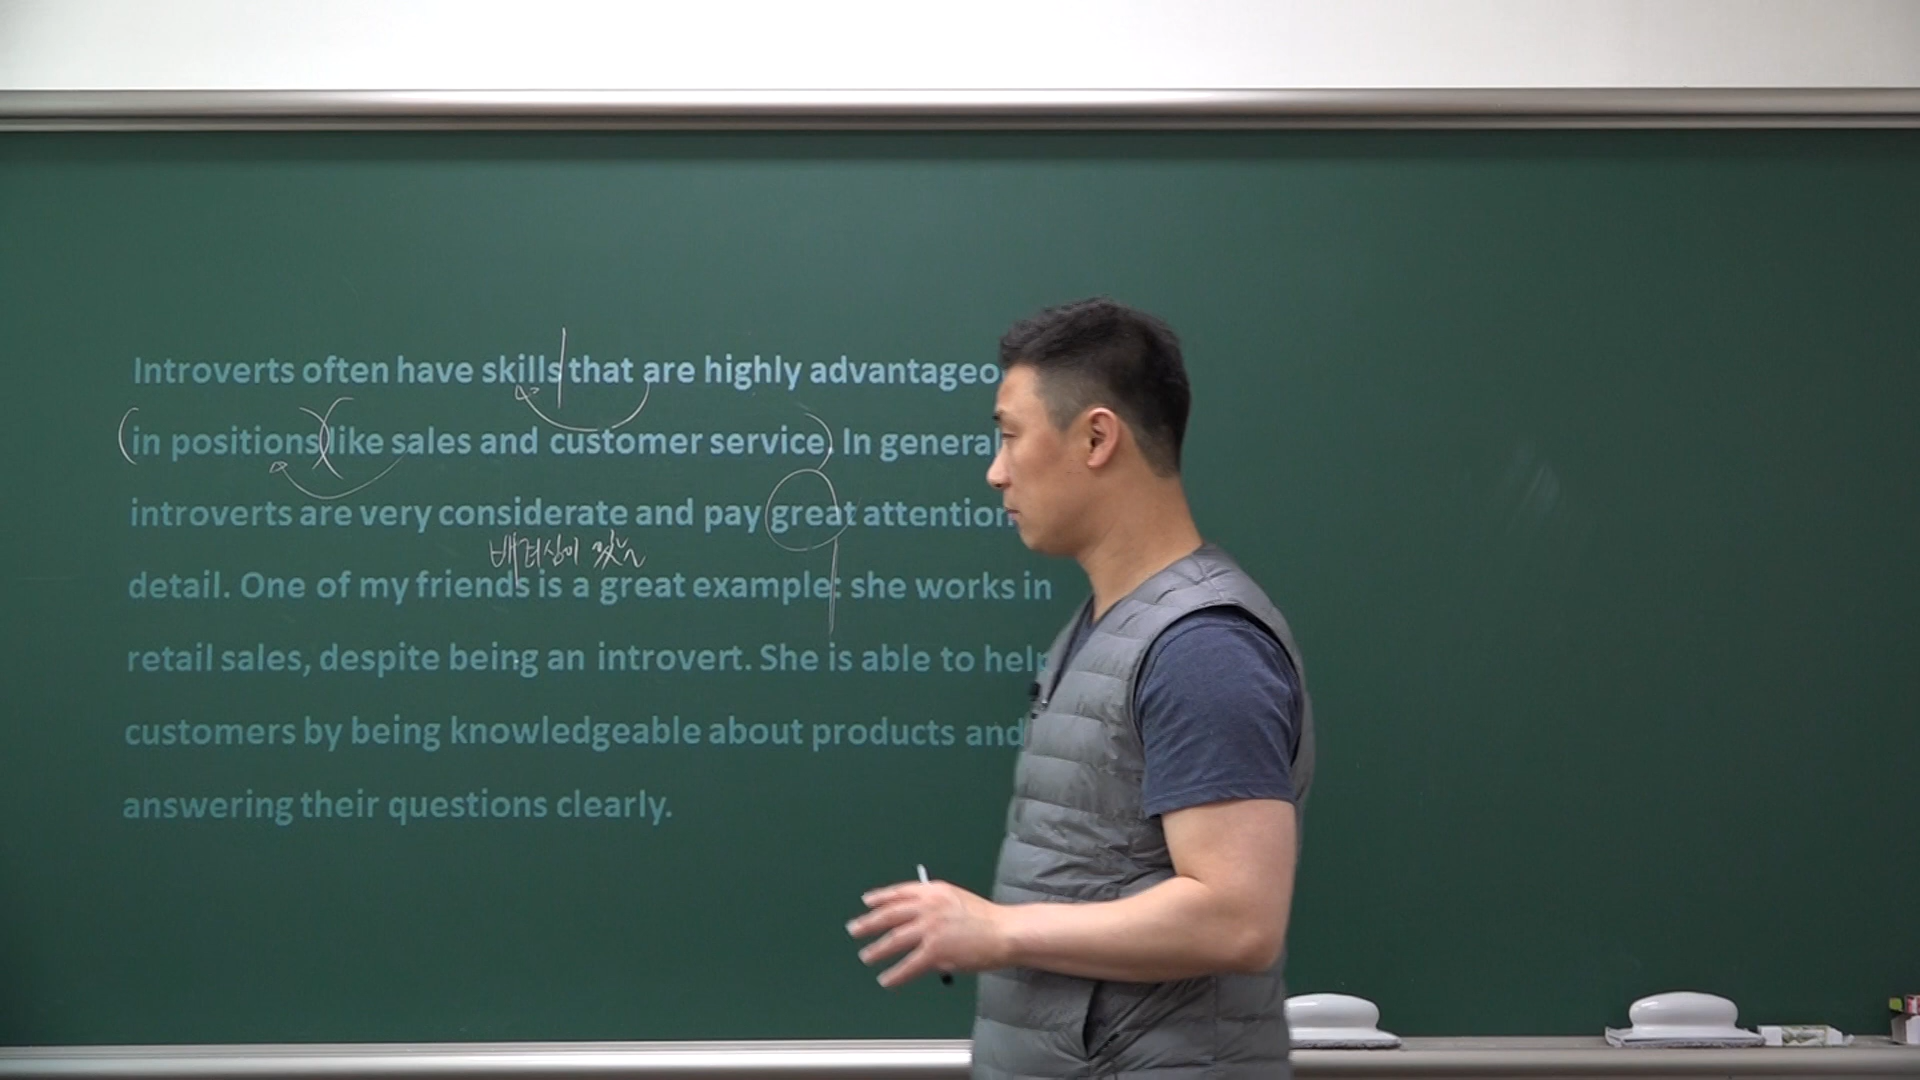 Introverts often have skills that are highly advantageo
in positions like sales and customer service. In general
introverts are very considerate and pay great attention
배려심이 있는
detail. One of my friends is a great example: she works in
retail sales, despite being an introvert. She is able to help
customers by being knowledgeable about products and
answering their questions clearly.